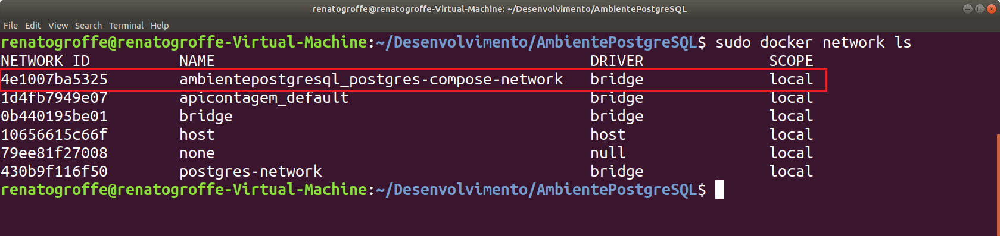 renatogroffe@renatogroffe-Virtual-Machine: ~/Desenvolvimento/AmbientePostgreSQL
File Edit View Search Terminal Help
renatogroffe@renatogroffe-Virtual-Machine:~/Desenvolvimento/AmbientePostgreSQL$ sudo docker network ls
NETWORK ID NAME DRIVER SCOPE
4e1007ba5325 ambientepostgresql_postgres-compose-network bridge local
1d4fb7949e07 apicontagem_default bridge local
0b440195be01 bridge bridge local
10656615c66f host host local
79ee81f27008 none null local
430b9f116f50 postgres-network bridge local
renatogroffe@renatogroffe-Virtual-Machine:~/Desenvolvimento/AmbientePostgreSQL$